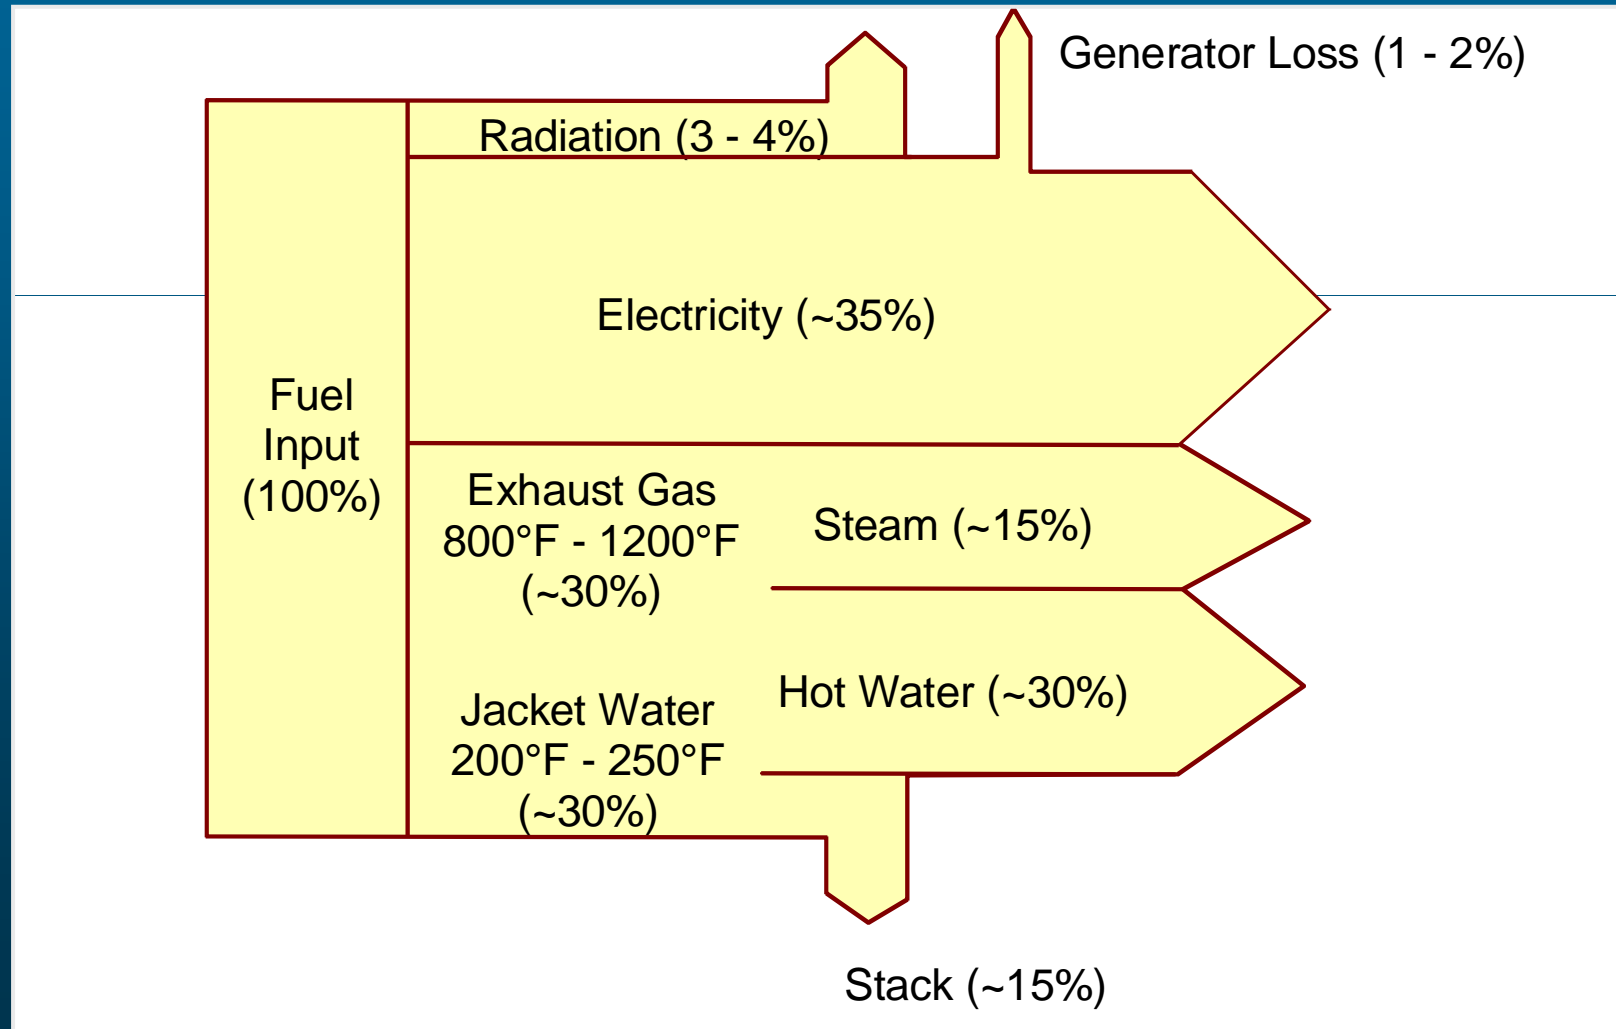 Generator Loss (1 - 2%)
Radiation (3 - 4%)
Electricity (~35%)
Fuel
Input
(100%)
Exhaust Gas
800°F - 1200°F
(~30%)
Steam (~15%)
Jacket Water
200°F - 250°F
(~30%)
Hot Water (~30%)
Stack (~15%)